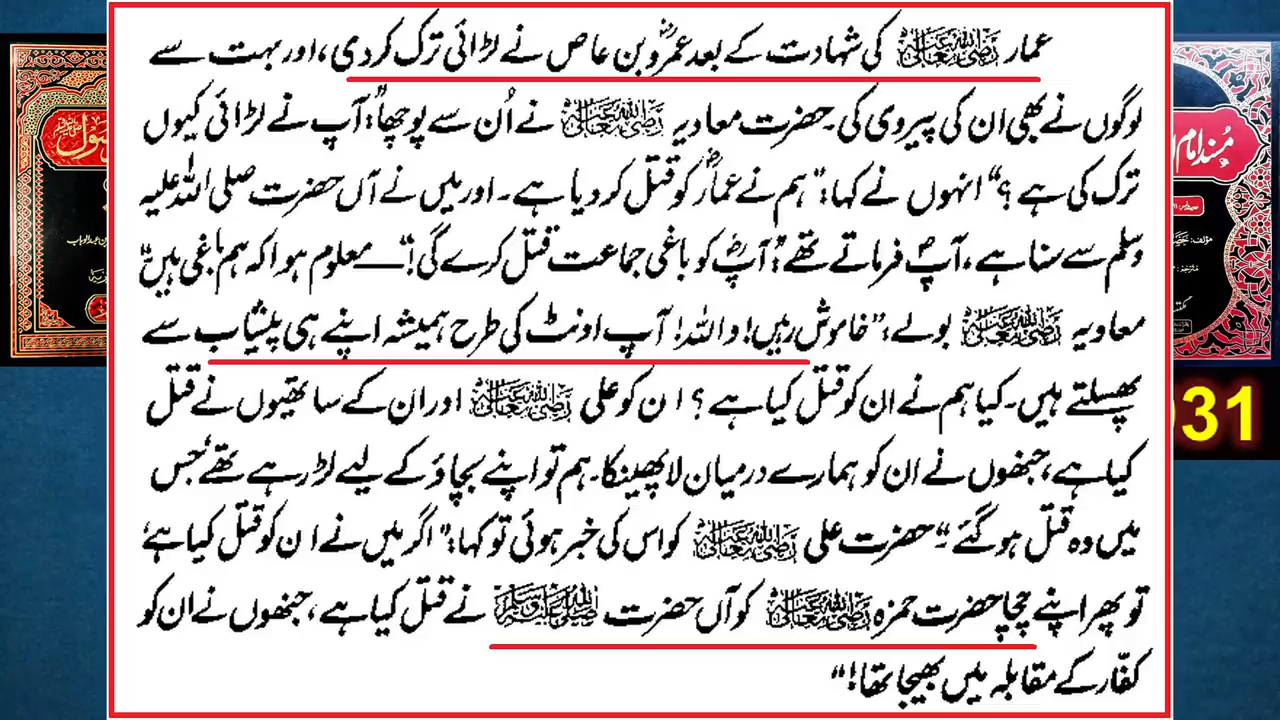 عمار رضی اللہ تعالیٰ عنہ کی شہادت کے بعد عمروؓ بن عاص نے لڑائی ترک کر دی، اور بہت سے
لوگوں نے بھی ان کی پیروی کی۔ حضرت معاویہ رضی اللہ تعالیٰ عنہ نے اُن سے پوچھا: "آپ نے لڑائی کیوں
ترک کی ہے؟" انہوں نے کہا: "ہم نے عمارؓ کو قتل کر دیا ہے۔ اور میں نے آں حضرت صلی اللہ علیہ
وسلم سے سنا ہے، آپؐ فرماتے تھے: "آپؓ کو باغی جماعت قتل کرے گی!" — معلوم ہوا کہ ہم باغی ہیں"
معاویہ رضی اللہ تعالیٰ عنہ بولے: "خاموش رہیں! واللہ! آپ اونٹ کی طرح ہمیشہ اپنے ہی پیشاب سے
پھسلتے ہیں۔ کیا ہم نے ان کو قتل کیا ہے؟ ان کو علی رضی اللہ تعالیٰ عنہ اور ان کے ساتھیوں نے قتل
کیا ہے، جنھوں نے ان کو ہمارے درمیان لا پھینکا۔ ہم تو اپنے بچاؤ کے لیے لڑ رہے تھے، جس
میں وہ قتل ہو گئے۔" حضرت علی رضی اللہ تعالیٰ عنہ کو اس کی خبر ہوئی تو کہا: "اگر میں نے ان کو قتل کیا ہے،
تو پھر اپنے چچا حضرت حمزہ رضی اللہ تعالیٰ عنہ کو آں حضرت صلی اللہ علیہ وسلم نے قتل کیا ہے، جنھوں نے ان کو
کفّار کے مقابلہ میں بھیجا تھا!"
مُسند امام
31